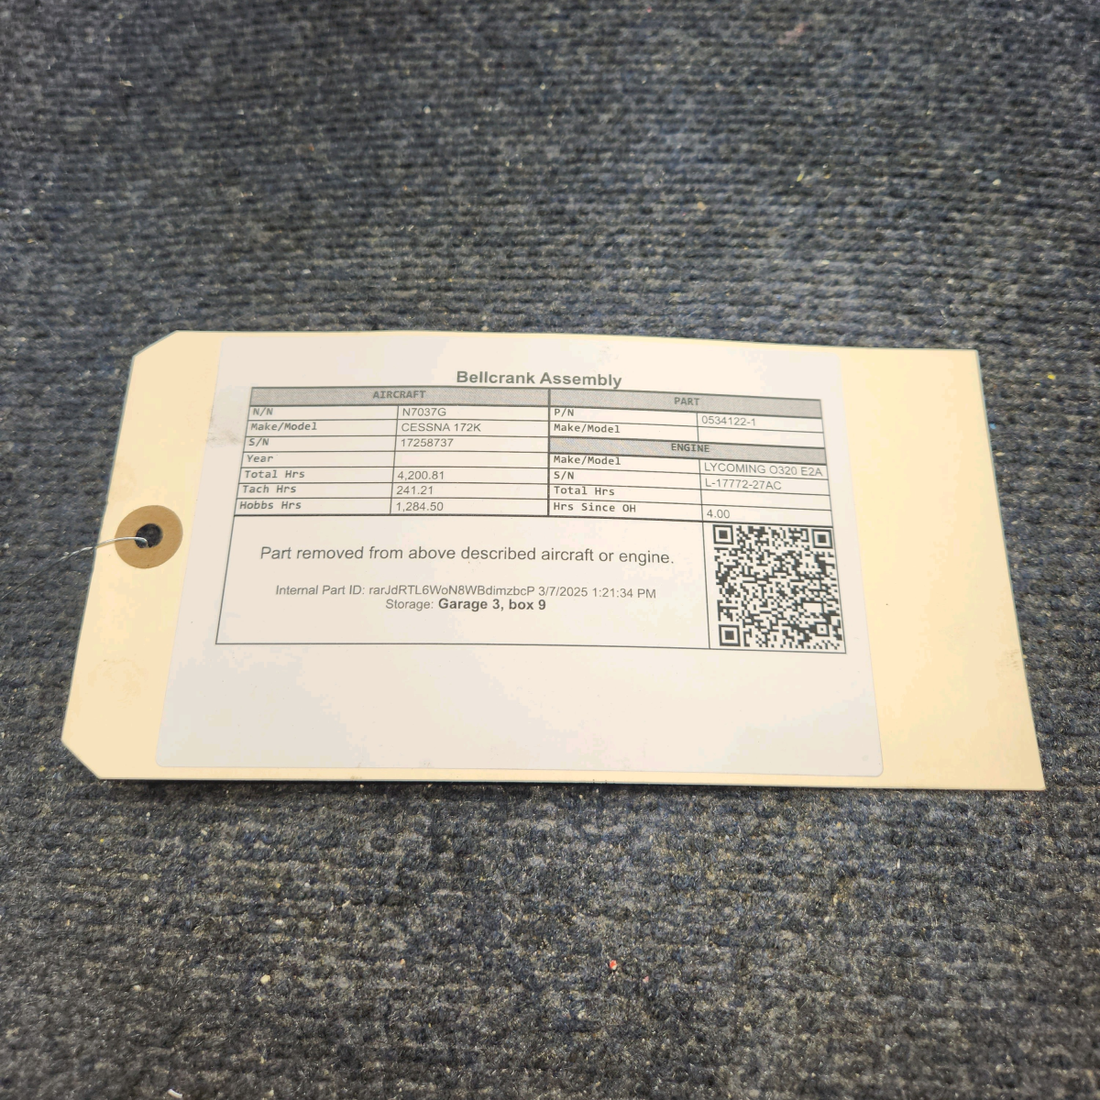 Bellcrank Assembly
AIRCRAFT
N/N N7037G
Make/Model CESSNA 172K
S/N 17258737
Year
Total Hrs 4,200.81
Tach Hrs 241.21
Hobbs Hrs 1,284.50
PART
P/N 0534122-1
Make/Model
ENGINE
Make/Model LYCOMING O320 E2A
S/N L-17772-27AC
Total Hrs
Hrs Since OH 4.00
Part removed from above described aircraft or engine.
Internal Part ID: rarJdRTL6WoN8WBdimzbcP 3/7/2025 1:21:34 PM
Storage: Garage 3, box 9